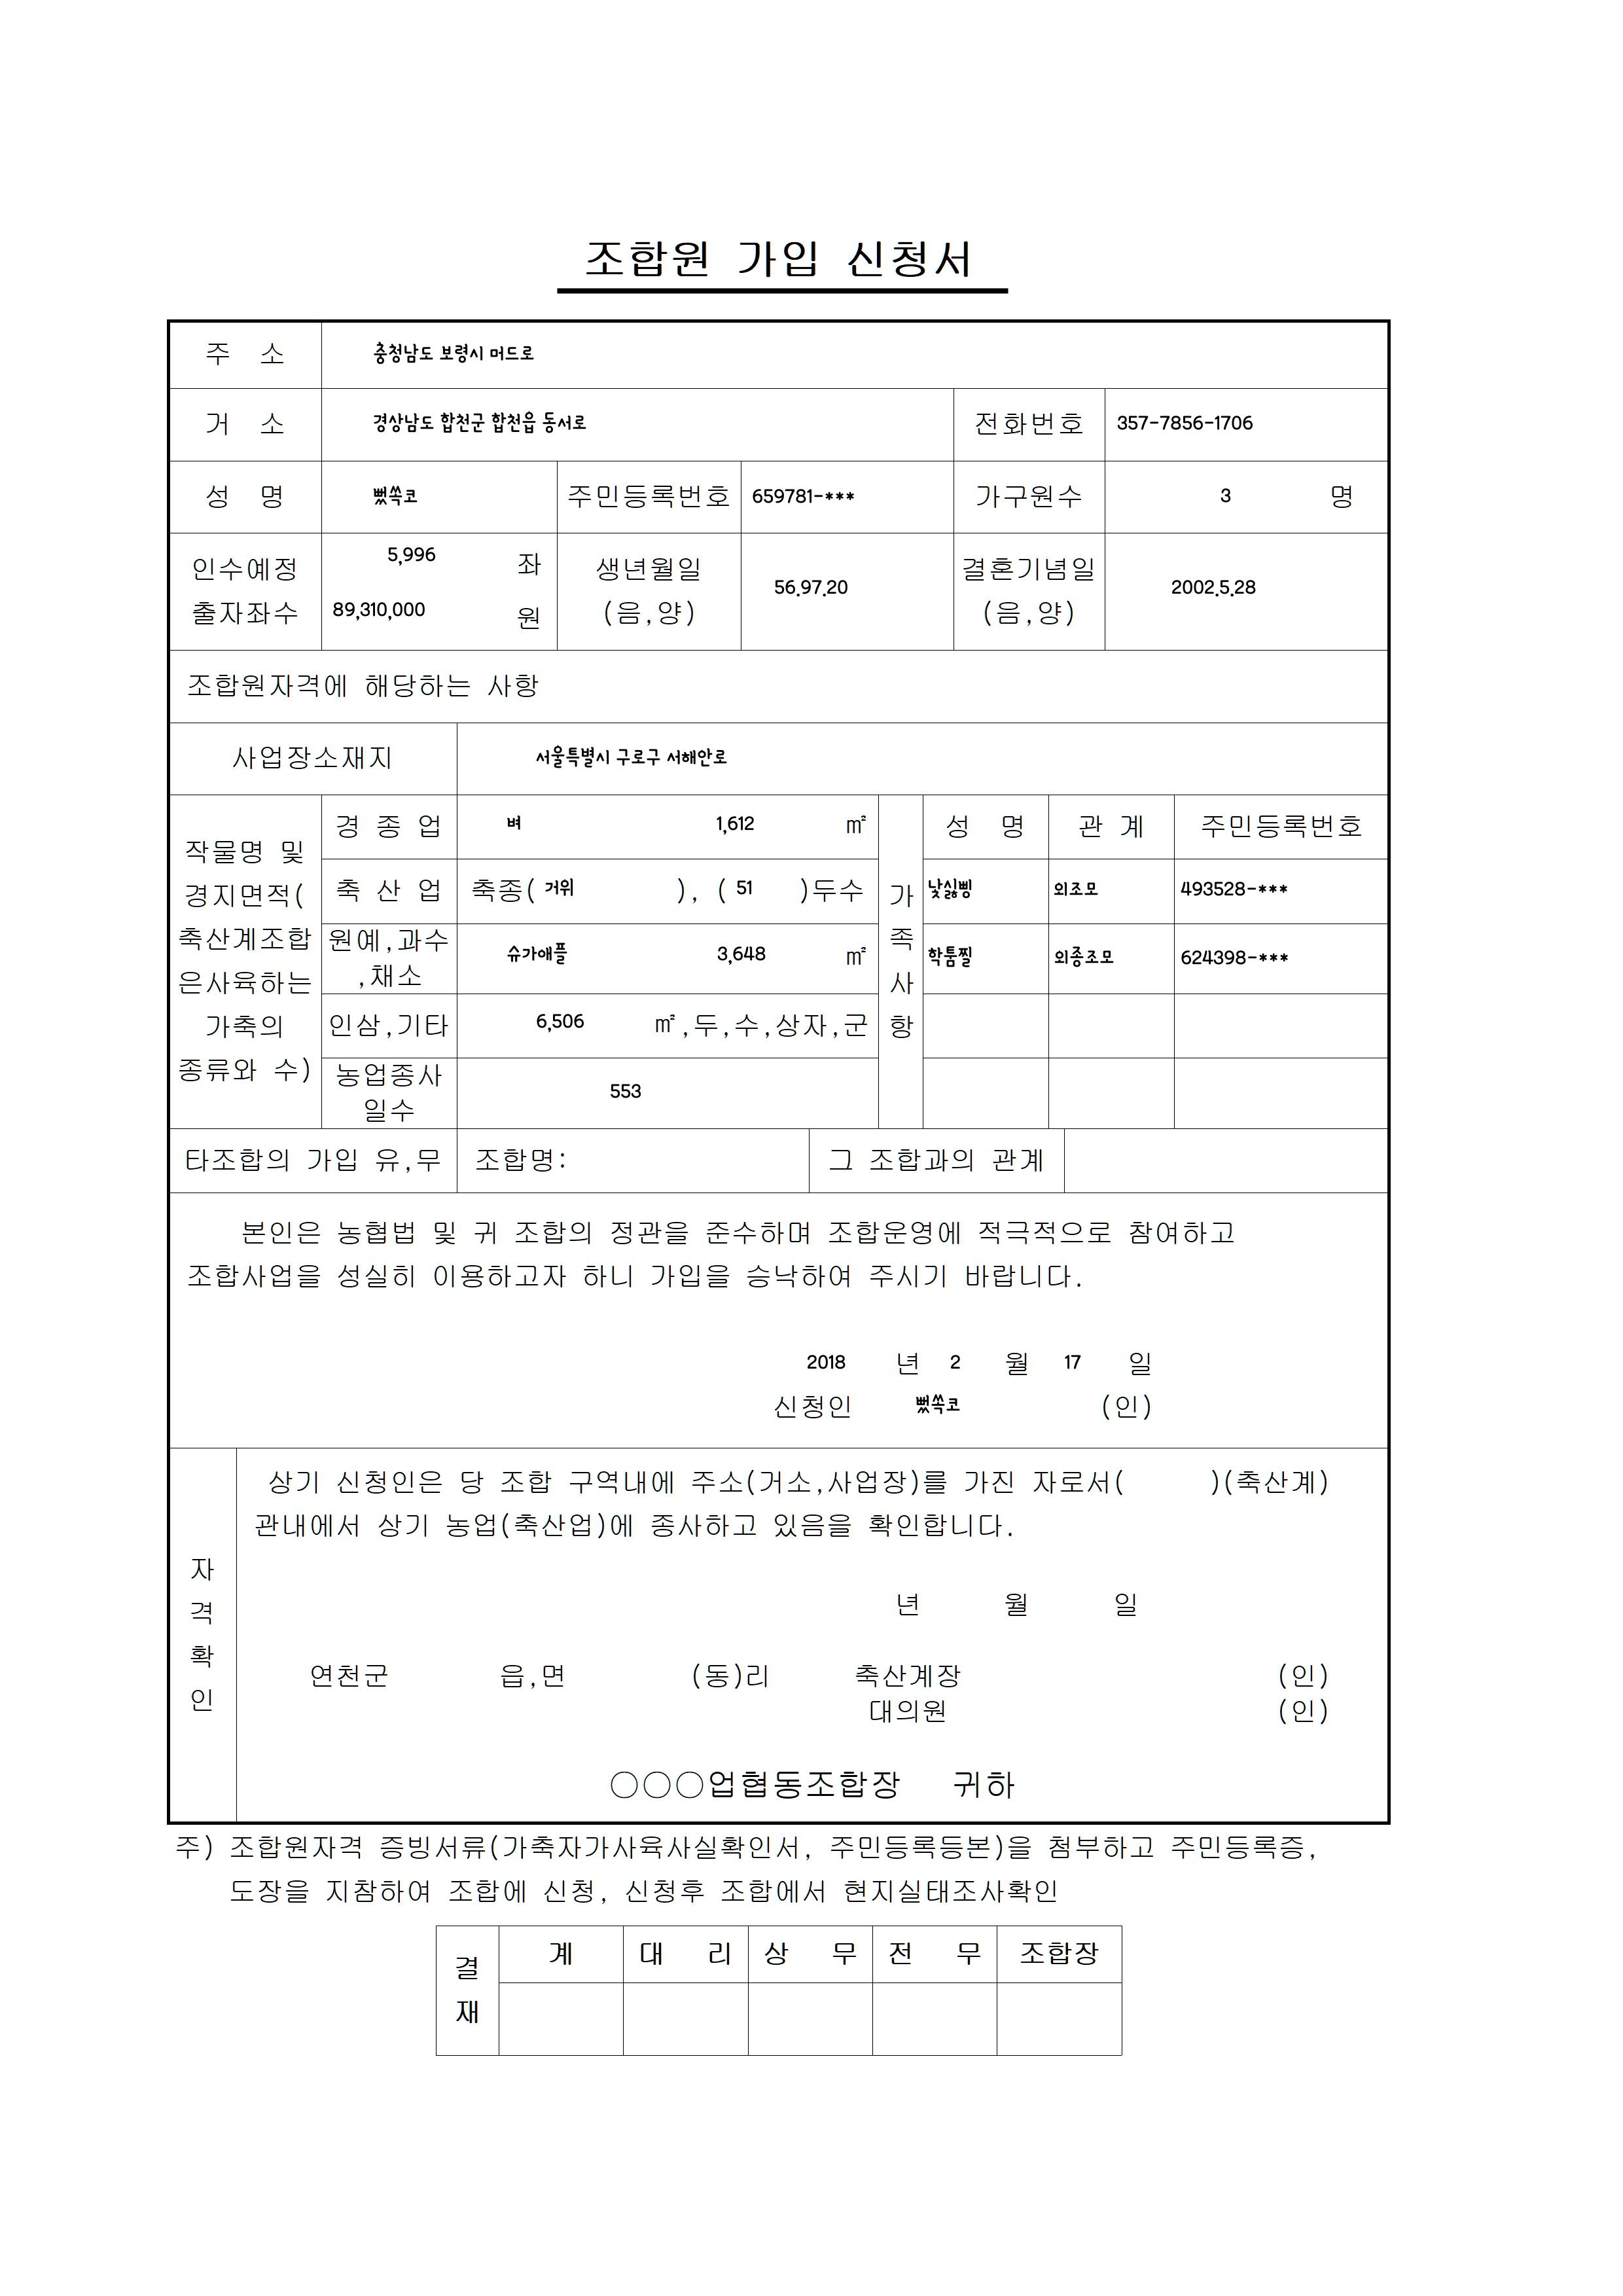 조합원 가입 신청서
주 소 충청남도 보령시 머드로
거 소 경상남도 합천군 합천읍 동서로 전화번호 357-7856-1706
성 명 뻤쏙코 주민등록번호 659781-*** 가구원수 3 명
인수예정 출자좌수 5,996 좌 89,310,000 원 생년월일 (음,양) 56.97.20 결혼기념일 (음,양) 2002.5.28
조합원자격에 해당하는 사항
사업장소재지 서울특별시 구로구 서해안로
작물명 및 경지면적(축산계조합은사육하는 가축의 종류와 수)
경 종 업 벼 1,612 ㎡
축 산 업 축종( 거위 ), ( 51 )두수
원예,과수,채소 슈가애플 3,648 ㎡
인삼,기타 6,506 ㎡,두,수,상자,군
농업종사일수 553
가족사항
성 명 관 계 주민등록번호
낮싫삥 외조모 493528-***
학툼찔 외종조모 624398-***
타조합의 가입 유,무 조합명: 그 조합과의 관계
본인은 농협법 및 귀 조합의 정관을 준수하며 조합운영에 적극적으로 참여하고
조합사업을 성실히 이용하고자 하니 가입을 승낙하여 주시기 바랍니다.
2018 년 2 월 17 일
신청인 뻤쏙코 (인)
자격확인
상기 신청인은 당 조합 구역내에 주소(거소,사업장)를 가진 자로서( )(축산계)
관내에서 상기 농업(축산업)에 종사하고 있음을 확인합니다.
년 월 일
연천군 읍,면 (동)리 축산계장 (인)
대의원 (인)
○○○업협동조합장 귀하
주) 조합원자격 증빙서류(가축자가사육사실확인서, 주민등록등본)을 첨부하고 주민등록증,
도장을 지참하여 조합에 신청, 신청후 조합에서 현지실태조사확인
결재 계 대 리 상 무 전 무 조합장